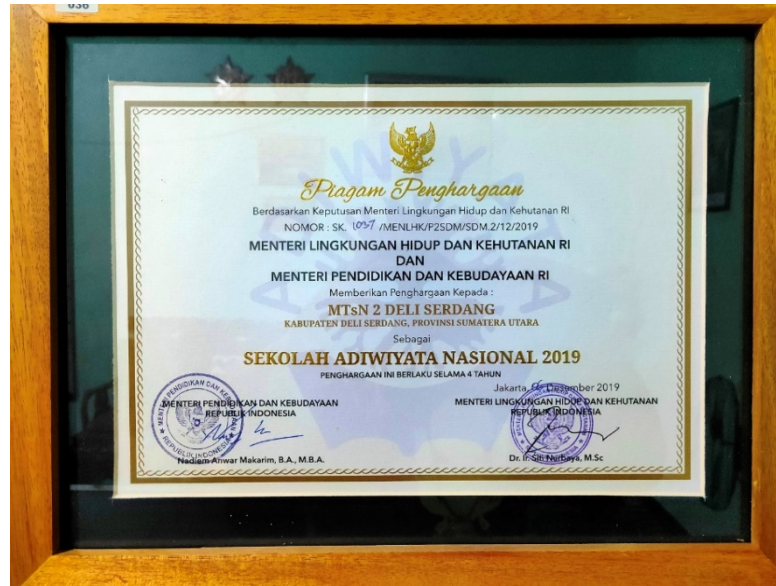 036
Piagam Penghargaan
Berdasarkan Keputusan Menteri Lingkungan Hidup dan Kehutanan RI
NOMOR : SK. 1037 /MENLHK/P2SDM/SDM.2/12/2019
MENTERI LINGKUNGAN HIDUP DAN KEHUTANAN RI
DAN
MENTERI PENDIDIKAN DAN KEBUDAYAAN RI
Memberikan Penghargaan Kepada :
MTsN 2 DELI SERDANG
KABUPATEN DELI SERDANG, PROVINSI SUMATERA UTARA
Sebagai
SEKOLAH ADIWIYATA NASIONAL 2019
PENGHARGAAN INI BERLAKU SELAMA 4 TAHUN
Jakarta, Desember 2019
MENTERI PENDIDIKAN DAN KEBUDAYAAN
REPUBLIK INDONESIA
Nadiem Anwar Makarim, B.A., M.B.A.
MENTERI LINGKUNGAN HIDUP DAN KEHUTANAN
REPUBLIK INDONESIA
Dr. Ir. Siti Nurbaya, M.Sc